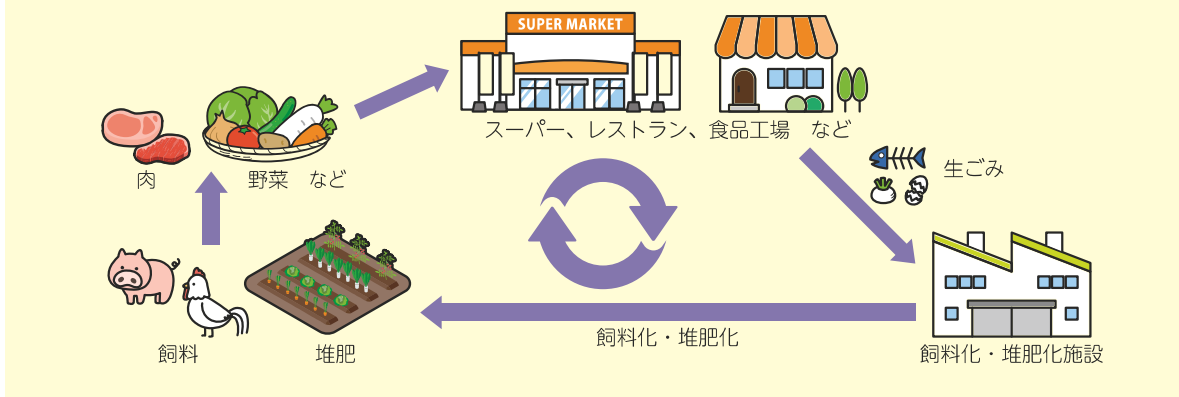 SUPER MARKET
スーパー、レストラン、食品工場　など
肉
野菜　など
生ごみ
飼料
堆肥
飼料化・堆肥化
飼料化・堆肥化施設